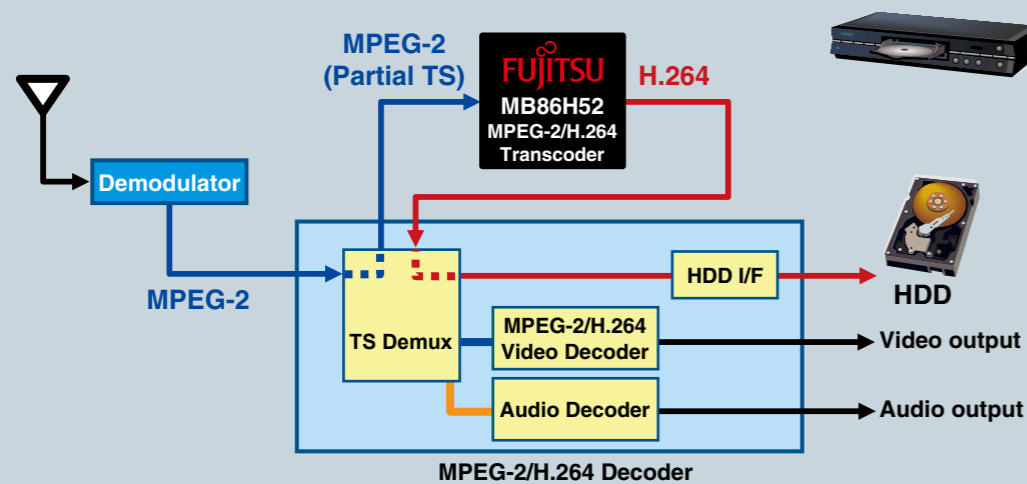 MPEG-2
(Partial TS)
FUJITSU
MB86H52
MPEG-2/H.264
Transcoder
H.264
Demodulator
MPEG-2
TS Demux
HDD I/F
HDD
MPEG-2/H.264
Video Decoder
Video output
Audio Decoder
Audio output
MPEG-2/H.264 Decoder